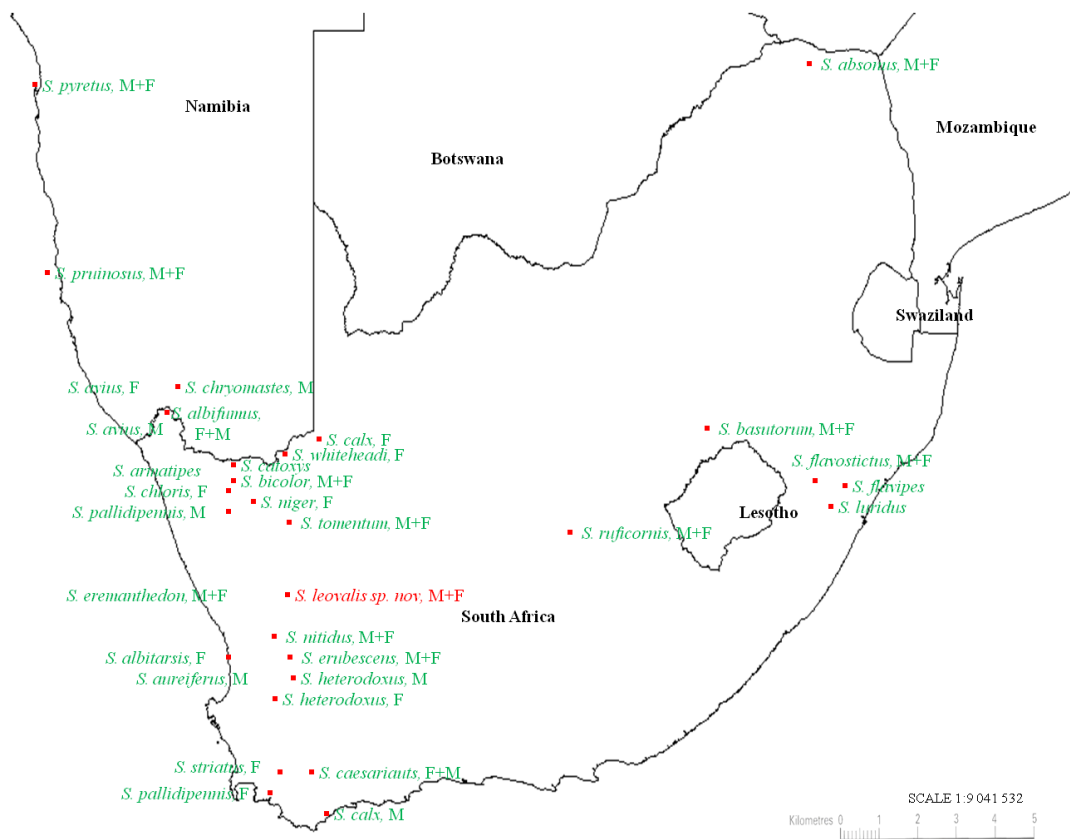 S. absonus, M+F
S. pyretus, M+F
Namibia
Mozambique
Botswana
S. pruinosus, M+F
Swaziland
S. avius, F
S. chryomastes, M
S. albifumus,
F+M
S. avius, M
S. basutorum, M+F
S. calx, F
S. whiteheadi, F
S. armatipes
S. caloxys
S. flavostictus, M+F
S. bicolor, M+F
S. flavipes
S. chloris, F
S. niger, F
S. luridus
S. pallidipennis, M
Lesotho
S. tomentum, M+F
S. ruficornis, M+F
S. eremanthedon, M+F
S. leovalis sp. nov, M+F
South Africa
S. nitidus, M+F
S. albitarsis, F
S. erubescens, M+F
S. aureiferus, M
S. heterodoxus, M
S. heterodoxus, F
S. striatus, F
S. caesariauts, F+M
S. pallidipennis, F
S. calx, M
SCALE 1:9 041 532
Kilometres 0 1 2 3 4 5